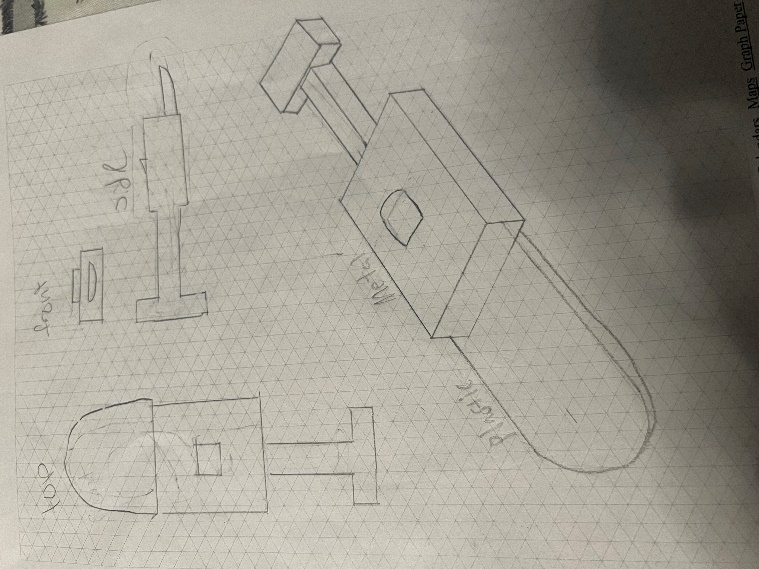 side
front
top
Metal
plastic
Maps Graph Paper